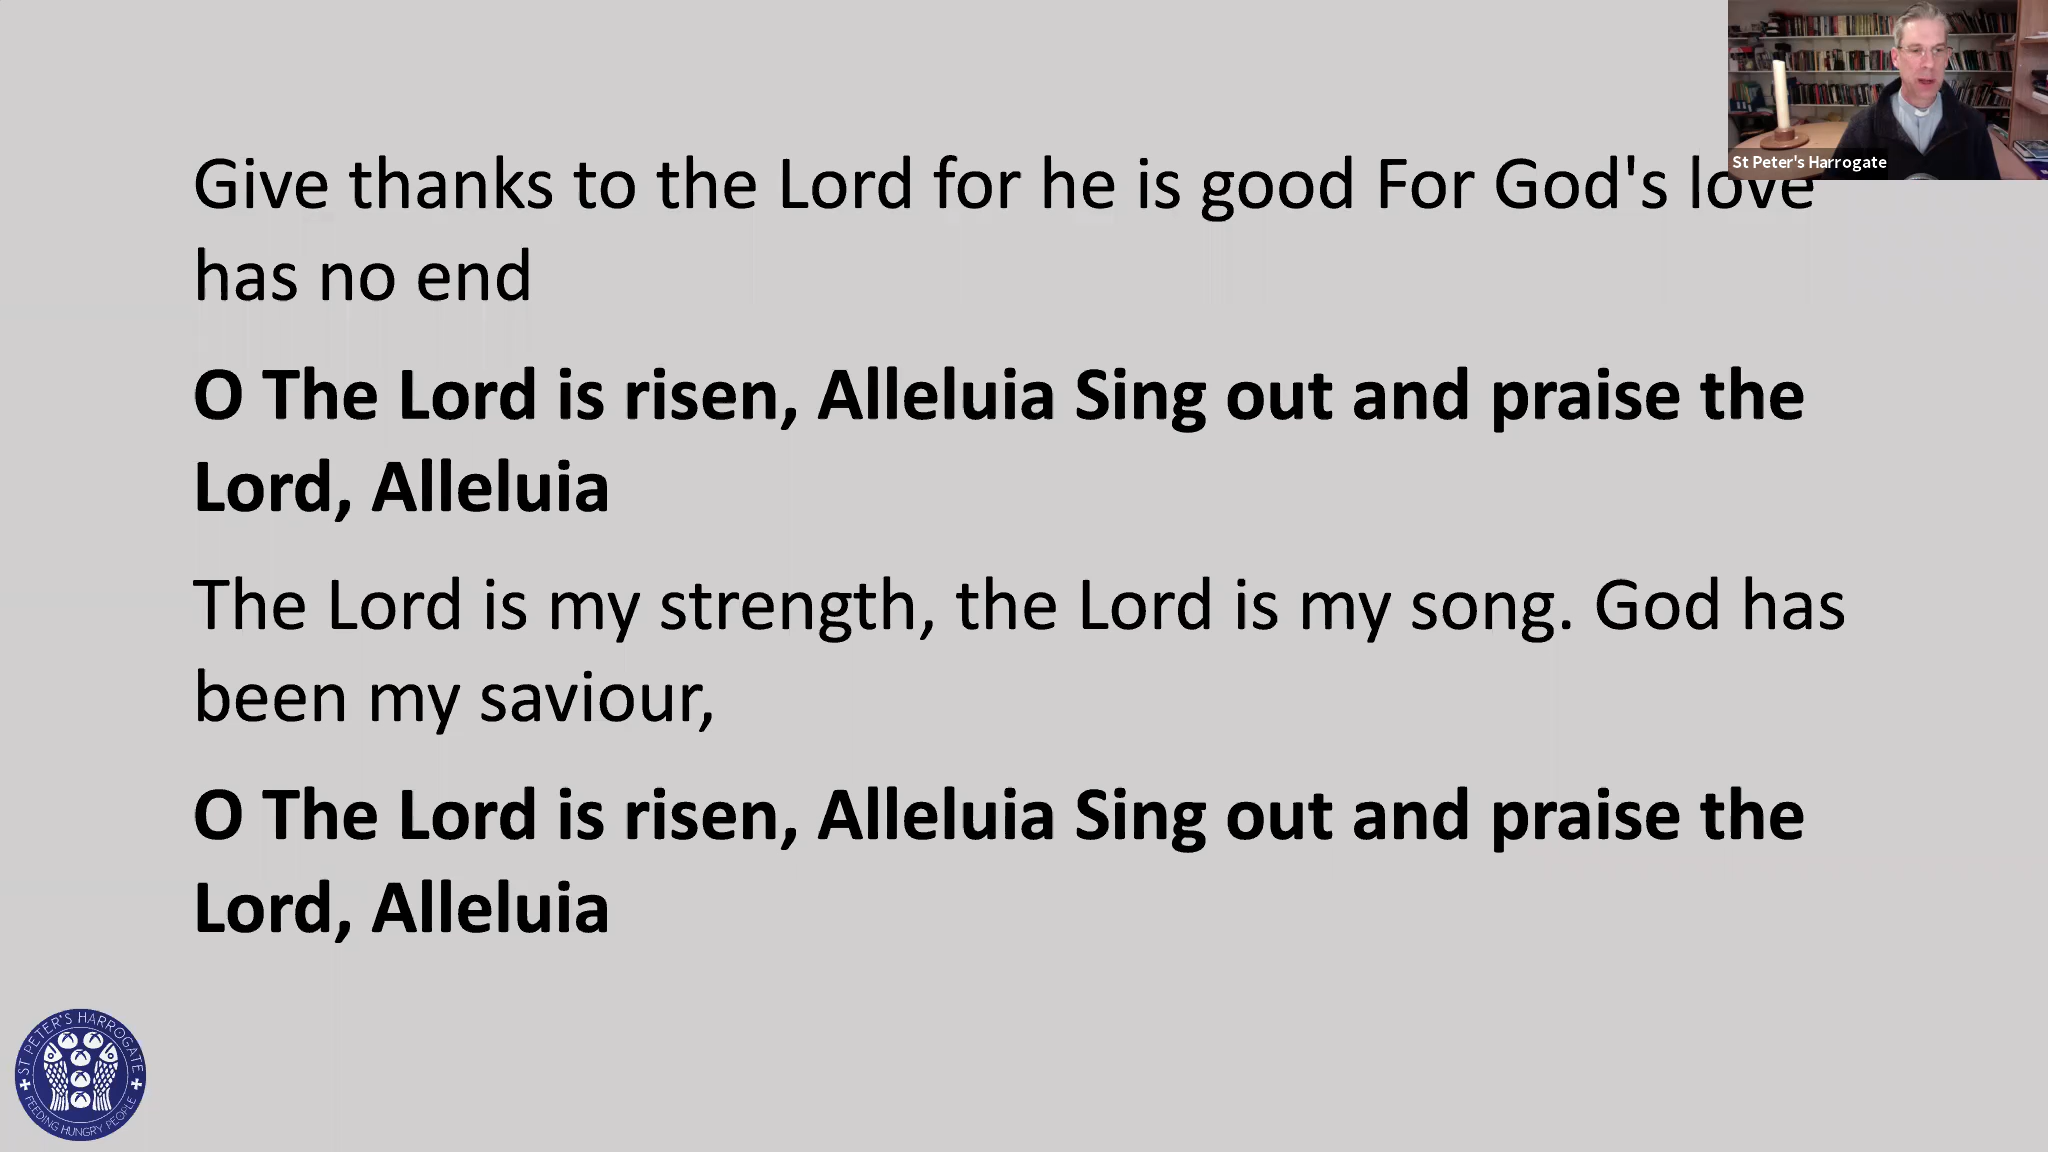 St Peter's Harrogate
Give thanks to the Lord for he is good For God's love
has no end
O The Lord is risen, Alleluia Sing out and praise the
Lord, Alleluia
The Lord is my strength, the Lord is my song. God has
been my saviour,
O The Lord is risen, Alleluia Sing out and praise the
Lord, Alleluia
ST PETER'S HARROGATE
FEEDING HUNGRY PEOPLE